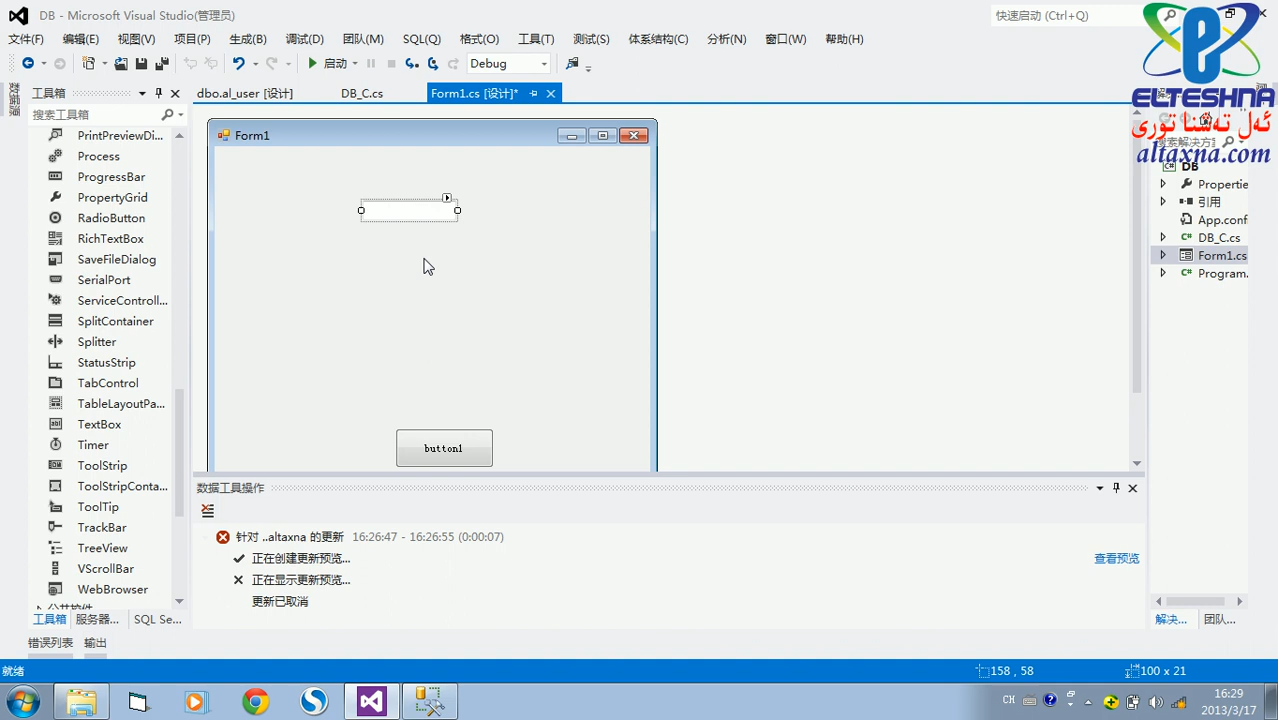 DB - Microsoft Visual Studio(管理员)
快速启动 (Ctrl+Q)
文件(F) 编辑(E) 视图(V) 项目(P) 生成(B) 调试(D) 团队(M) SQL(Q) 格式(O) 工具(T) 测试(S) 体系结构(C) 分析(N) 窗口(W) 帮助(H)
启动 Debug
ELTESHNA
ئەل تەشنا تورى
altaxna.com
工具箱
dbo.al_user [设计] DB_C.cs Form1.cs [设计]*
搜索工具箱
PrintPreviewDi...
Process
ProgressBar
PropertyGrid
RadioButton
RichTextBox
SaveFileDialog
SerialPort
ServiceControll...
SplitContainer
Splitter
StatusStrip
TabControl
TableLayoutPa...
TextBox
Timer
ToolStrip
ToolStripConta...
ToolTip
TrackBar
TreeView
VScrollBar
WebBrowser
公共控件
工具箱 服务器... SQL Se...
Form1
button1
数据工具操作
针对 ..altaxna 的更新 16:26:47 - 16:26:55 (0:00:07)
正在创建更新预览... 查看预览
正在显示更新预览...
更新已取消
DB
Propertie
引用
App.conf
DB_C.cs
Form1.cs
Program.
解决... 团队...
错误列表 输出
就绪 158 , 58 100 x 21
CH
16:29
2013/3/17